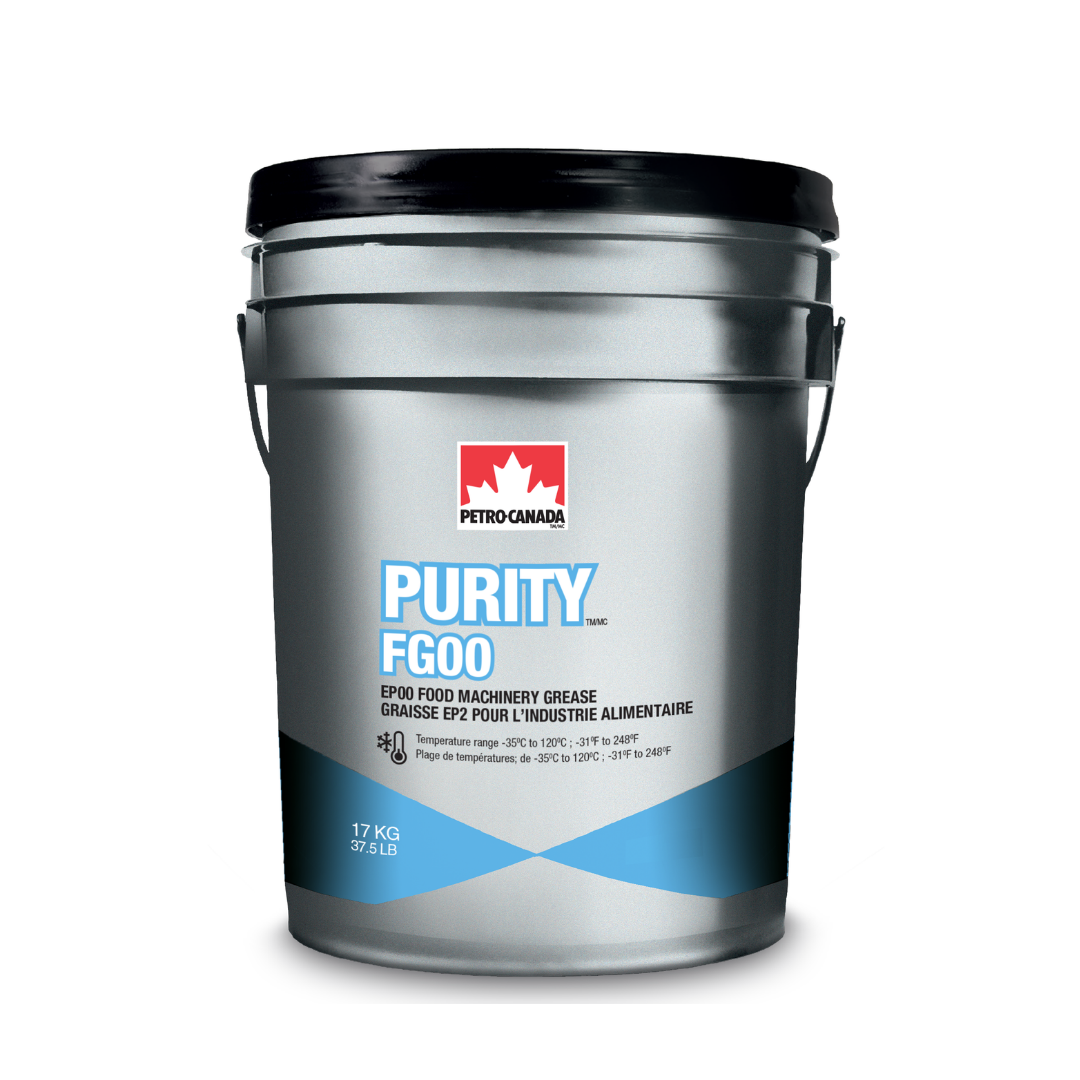 PETRO-CANADA
TM/MC
PURITY TM/MC
FG00
EP00 FOOD MACHINERY GREASE
GRAISSE EP2 POUR L'INDUSTRIE ALIMENTAIRE
Temperature range -35ºC to 120ºC ; -31ºF to 248ºF
Plage de températures; de -35ºC to 120ºC ; -31ºF to 248ºF
17 KG
37.5 LB